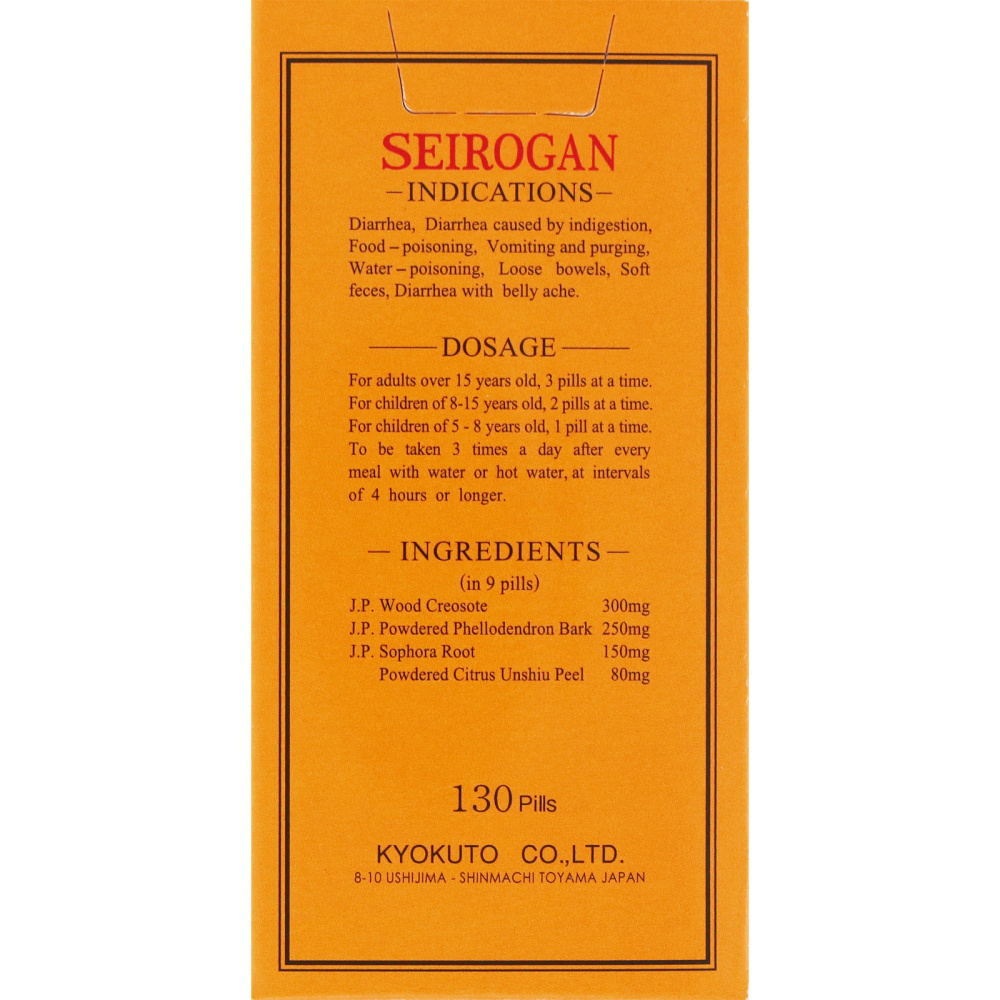 SEIROGAN
–INDICATIONS–
Diarrhea, Diarrhea caused by indigestion,
Food – poisoning, Vomiting and purging,
Water – poisoning, Loose bowels, Soft
feces, Diarrhea with belly ache.
DOSAGE
For adults over 15 years old, 3 pills at a time.
For children of 8-15 years old, 2 pills at a time.
For children of 5 - 8 years old, 1 pill at a time.
To be taken 3 times a day after every
meal with water or hot water, at intervals
of 4 hours or longer.
— INGREDIENTS —
(in 9 pills)
J.P. Wood Creosote 300mg
J.P. Powdered Phellodendron Bark 250mg
J.P. Sophora Root 150mg
Powdered Citrus Unshiu Peel 80mg
130 Pills
KYOKUTO CO.,LTD.
8-10 USHIJIMA - SHINMACHI TOYAMA JAPAN